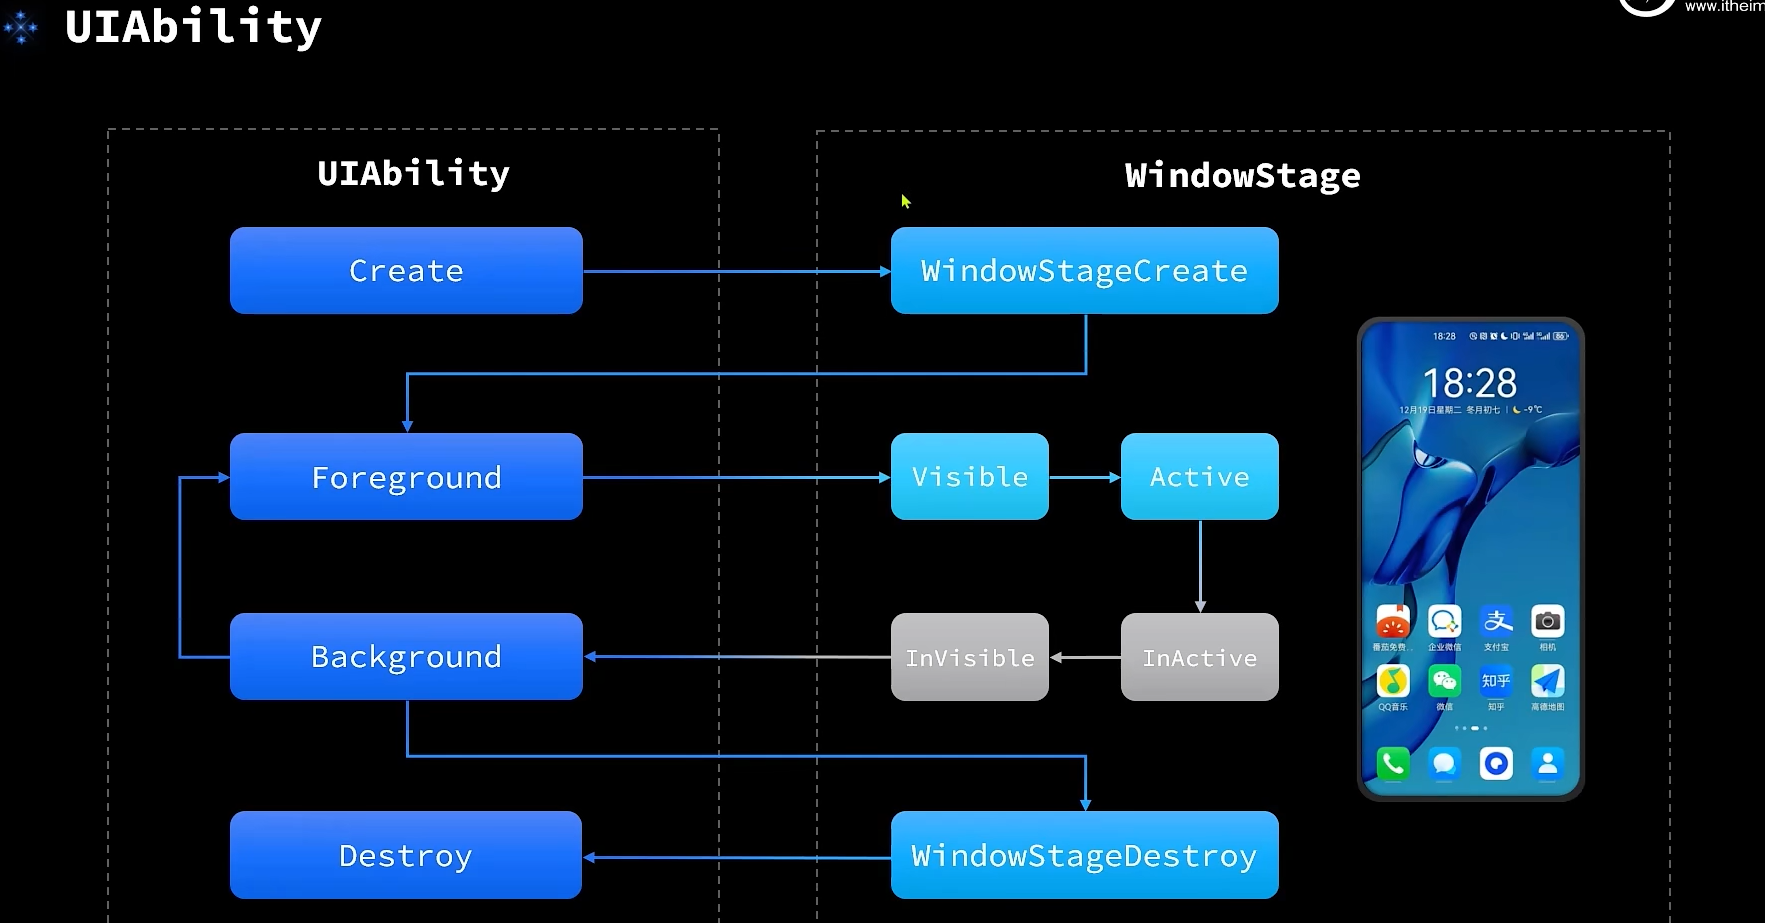 UIAbility
www.itheim
UIAbility
WindowStage
Create
WindowStageCreate
Foreground
Visible
Active
Background
InVisible
InActive
Destroy
WindowStageDestroy
18:28
86
18:28
12月19日星期二 冬月初七 | -9℃
番茄免费...
企业微信
支付宝
相机
知乎
QQ音乐
微信
知乎
高德地图